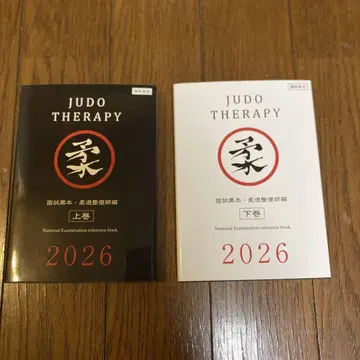 JUDO
THERAPY
柔
国試黒本・柔道整復師編
上巻
National Examination reference book.
2026
JUDO
THERAPY
柔
国試黒本・柔道整復師編
下巻
National Examination reference book.
2026